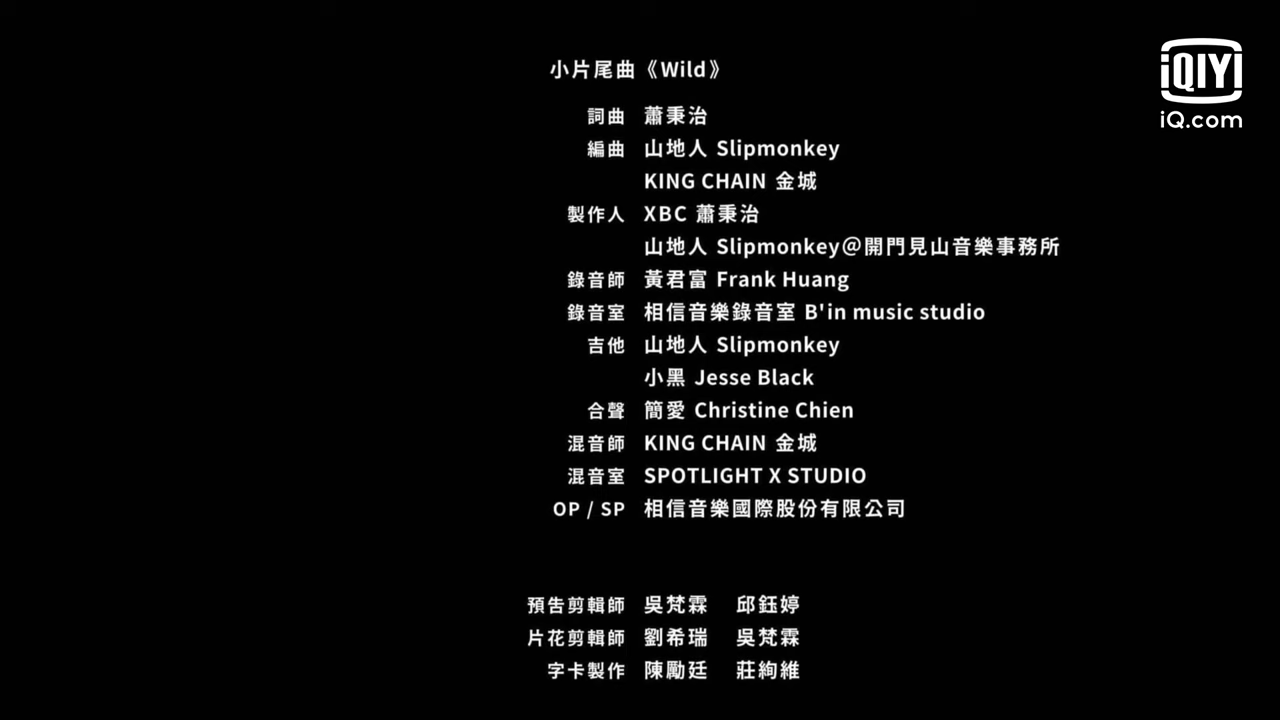 iQIYI
iQ.com
小片尾曲《Wild》
詞曲 蕭秉治
編曲 山地人 Slipmonkey
KING CHAIN 金城
製作人 XBC 蕭秉治
山地人 Slipmonkey@開門見山音樂事務所
錄音師 黃君富 Frank Huang
錄音室 相信音樂錄音室 B'in music studio
吉他 山地人 Slipmonkey
小黑 Jesse Black
合聲 簡愛 Christine Chien
混音師 KING CHAIN 金城
混音室 SPOTLIGHT X STUDIO
OP / SP 相信音樂國際股份有限公司
預告剪輯師 吳梵霖 邱鈺婷
片花剪輯師 劉希瑞 吳梵霖
字卡製作 陳勵廷 莊絢維